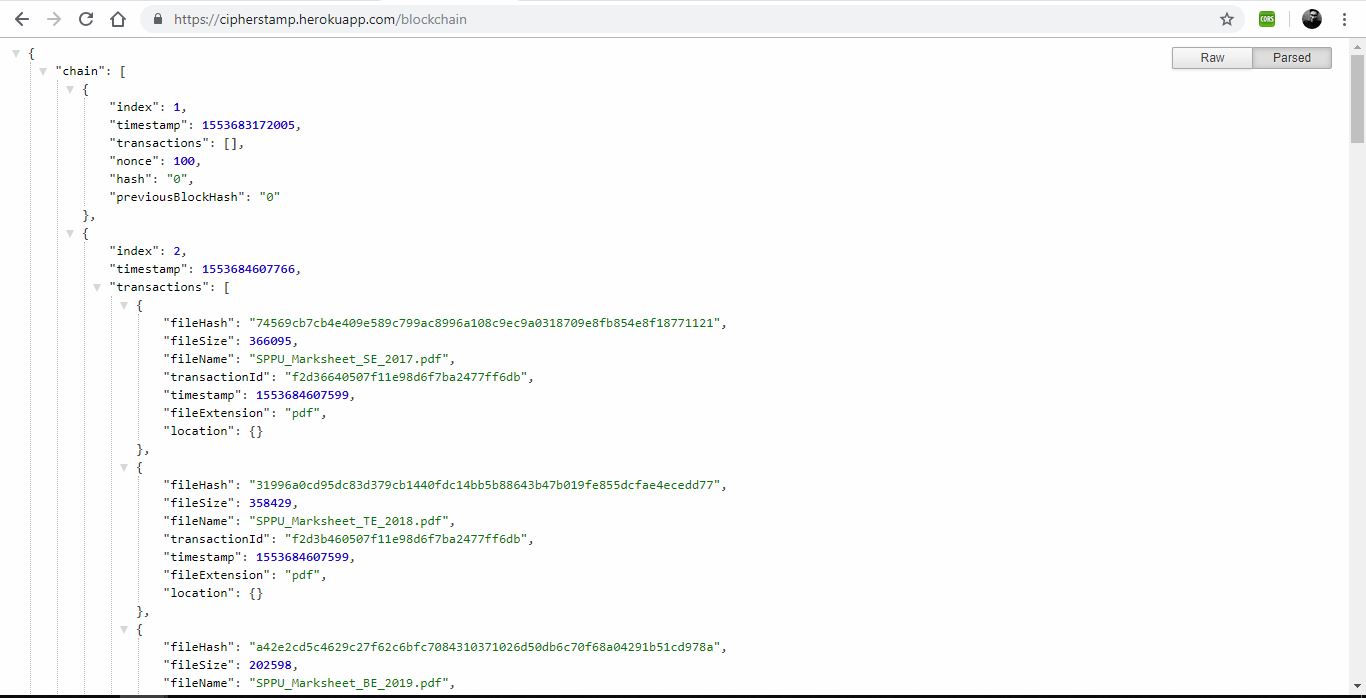 https://cipherstamp.herokuapp.com/blockchain
CORS
Raw
Parsed
{
"chain": [
{
"index": 1,
"timestamp": 1553683172005,
"transactions": [],
"nonce": 100,
"hash": "0",
"previousBlockHash": "0"
},
{
"index": 2,
"timestamp": 1553684607766,
"transactions": [
{
"fileHash": "74569cb7cb4e409e589c799ac8996a108c9ec9a0318709e8fb854e8f18771121",
"fileSize": 366095,
"fileName": "SPPU_Marksheet_SE_2017.pdf",
"transactionId": "f2d36640507f11e98d6f7ba2477ff6db",
"timestamp": 1553684607599,
"fileExtension": "pdf",
"location": {}
},
{
"fileHash": "31996a0cd95dc83d379cb1440fdc14bb5b88643b47b019fe855dcfae4ecedd77",
"fileSize": 358429,
"fileName": "SPPU_Marksheet_TE_2018.pdf",
"transactionId": "f2d3b460507f11e98d6f7ba2477ff6db",
"timestamp": 1553684607599,
"fileExtension": "pdf",
"location": {}
},
{
"fileHash": "a42e2cd5c4629c27f62c6bfc7084310371026d50db6c70f68a04291b51cd978a",
"fileSize": 202598,
"fileName": "SPPU_Marksheet_BE_2019.pdf",